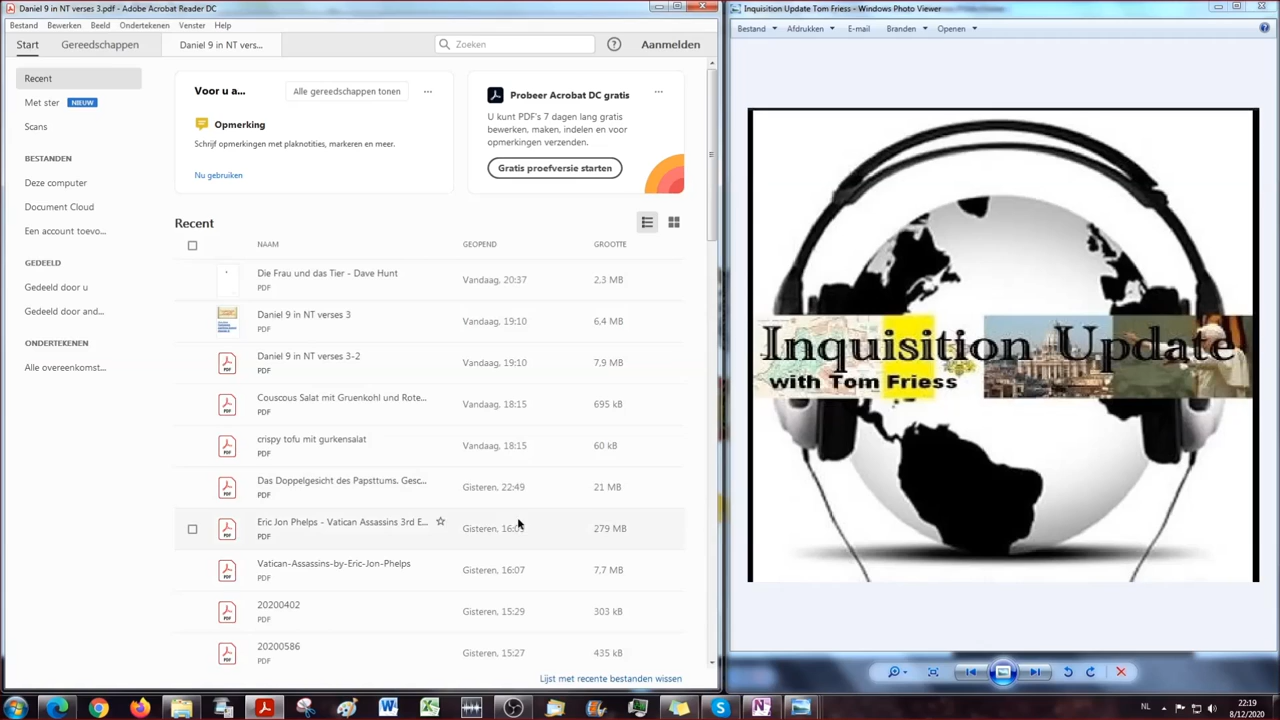 Daniel 9 in NT verses 3.pdf - Adobe Acrobat Reader DC
Bestand Bewerken Beeld Ondertekenen Venster Help
Start Gereedschappen Daniel 9 in NT vers... Zoeken ? Aanmelden
Recent
Met ster NIEUW
Scans
BESTANDEN
Deze computer
Document Cloud
Een account toevo...
GEDEELD
Gedeeld door u
Gedeeld door and...
ONDERTEKENEN
Alle overeenkomst...
Voor u a... Alle gereedschappen tonen ...
Opmerking
Schrijf opmerkingen met plaknotities, markeren en meer.
Nu gebruiken
Probeer Acrobat DC gratis ...
U kunt PDF's 7 dagen lang gratis
bewerken, maken, indelen en voor
opmerkingen verzenden.
Gratis proefversie starten
Recent
NAAM GEOPEND GROOTTE
Die Frau und das Tier - Dave Hunt
PDF
Vandaag, 20:37 2,3 MB
Daniel 9 in NT verses 3
PDF
Vandaag, 19:10 6,4 MB
Daniel 9 in NT verses 3-2
PDF
Vandaag, 19:10 7,9 MB
Couscous Salat mit Gruenkohl und Rote...
PDF
Vandaag, 18:15 695 kB
crispy tofu mit gurkensalat
PDF
Vandaag, 18:15 60 kB
Das Doppelgesicht des Papsttums. Gesc...
PDF
Gisteren, 22:49 21 MB
Eric Jon Phelps - Vatican Assassins 3rd E...
PDF
Gisteren, 279 MB
Vatican-Assassins-by-Eric-Jon-Phelps
PDF
Gisteren, 16:07 7,7 MB
20200402
PDF
Gisteren, 15:29 303 kB
20200586
PDF
Gisteren, 15:27 435 kB
Lijst met recente bestanden wissen
Inquisition Update Tom Friess - Windows Photo Viewer
Bestand Afdrukken E-mail Branden Openen
Inquisition Update
with Tom Friess
NL 22:19
8/12/2020